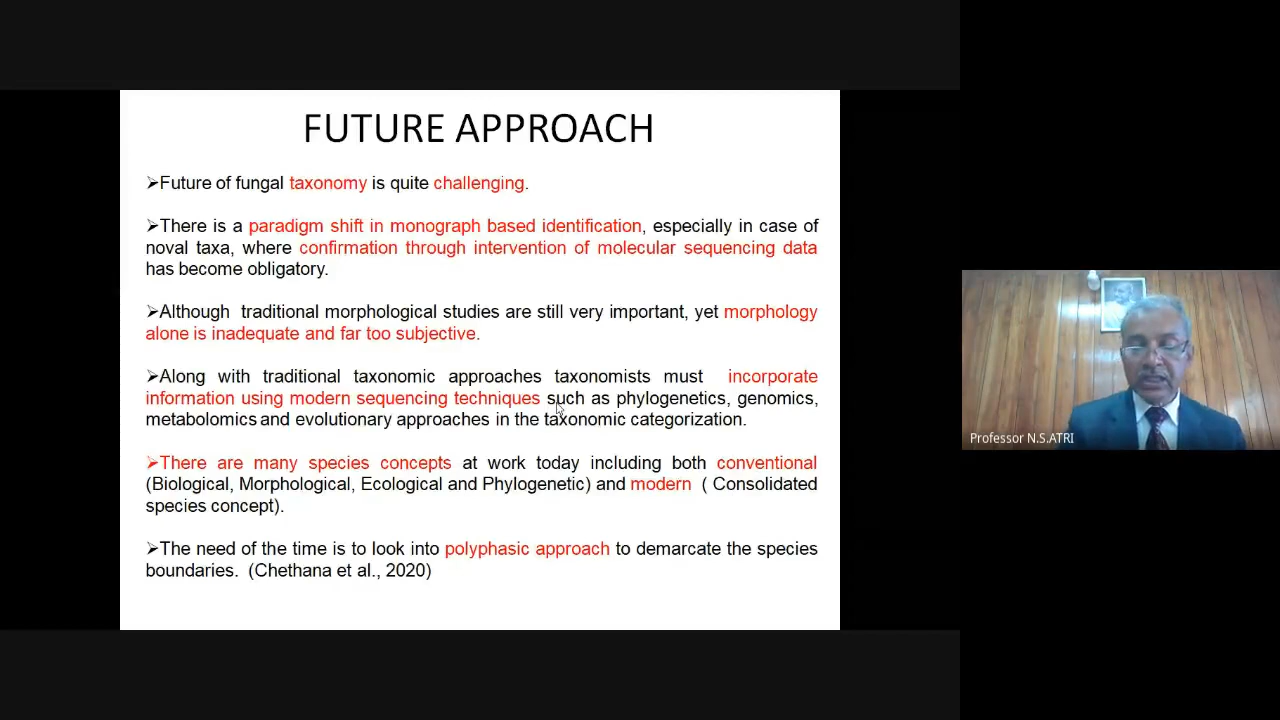 FUTURE APPROACH
➢Future of fungal taxonomy is quite challenging.
➢There is a paradigm shift in monograph based identification, especially in case of
noval taxa, where confirmation through intervention of molecular sequencing data
has become obligatory.
➢Although traditional morphological studies are still very important, yet morphology
alone is inadequate and far too subjective.
➢Along with traditional taxonomic approaches taxonomists must incorporate
information using modern sequencing techniques such as phylogenetics, genomics,
metabolomics and evolutionary approaches in the taxonomic categorization.
➢There are many species concepts at work today including both conventional
(Biological, Morphological, Ecological and Phylogenetic) and modern ( Consolidated
species concept).
➢The need of the time is to look into polyphasic approach to demarcate the species
boundaries. (Chethana et al., 2020)
Professor N.S.ATRI